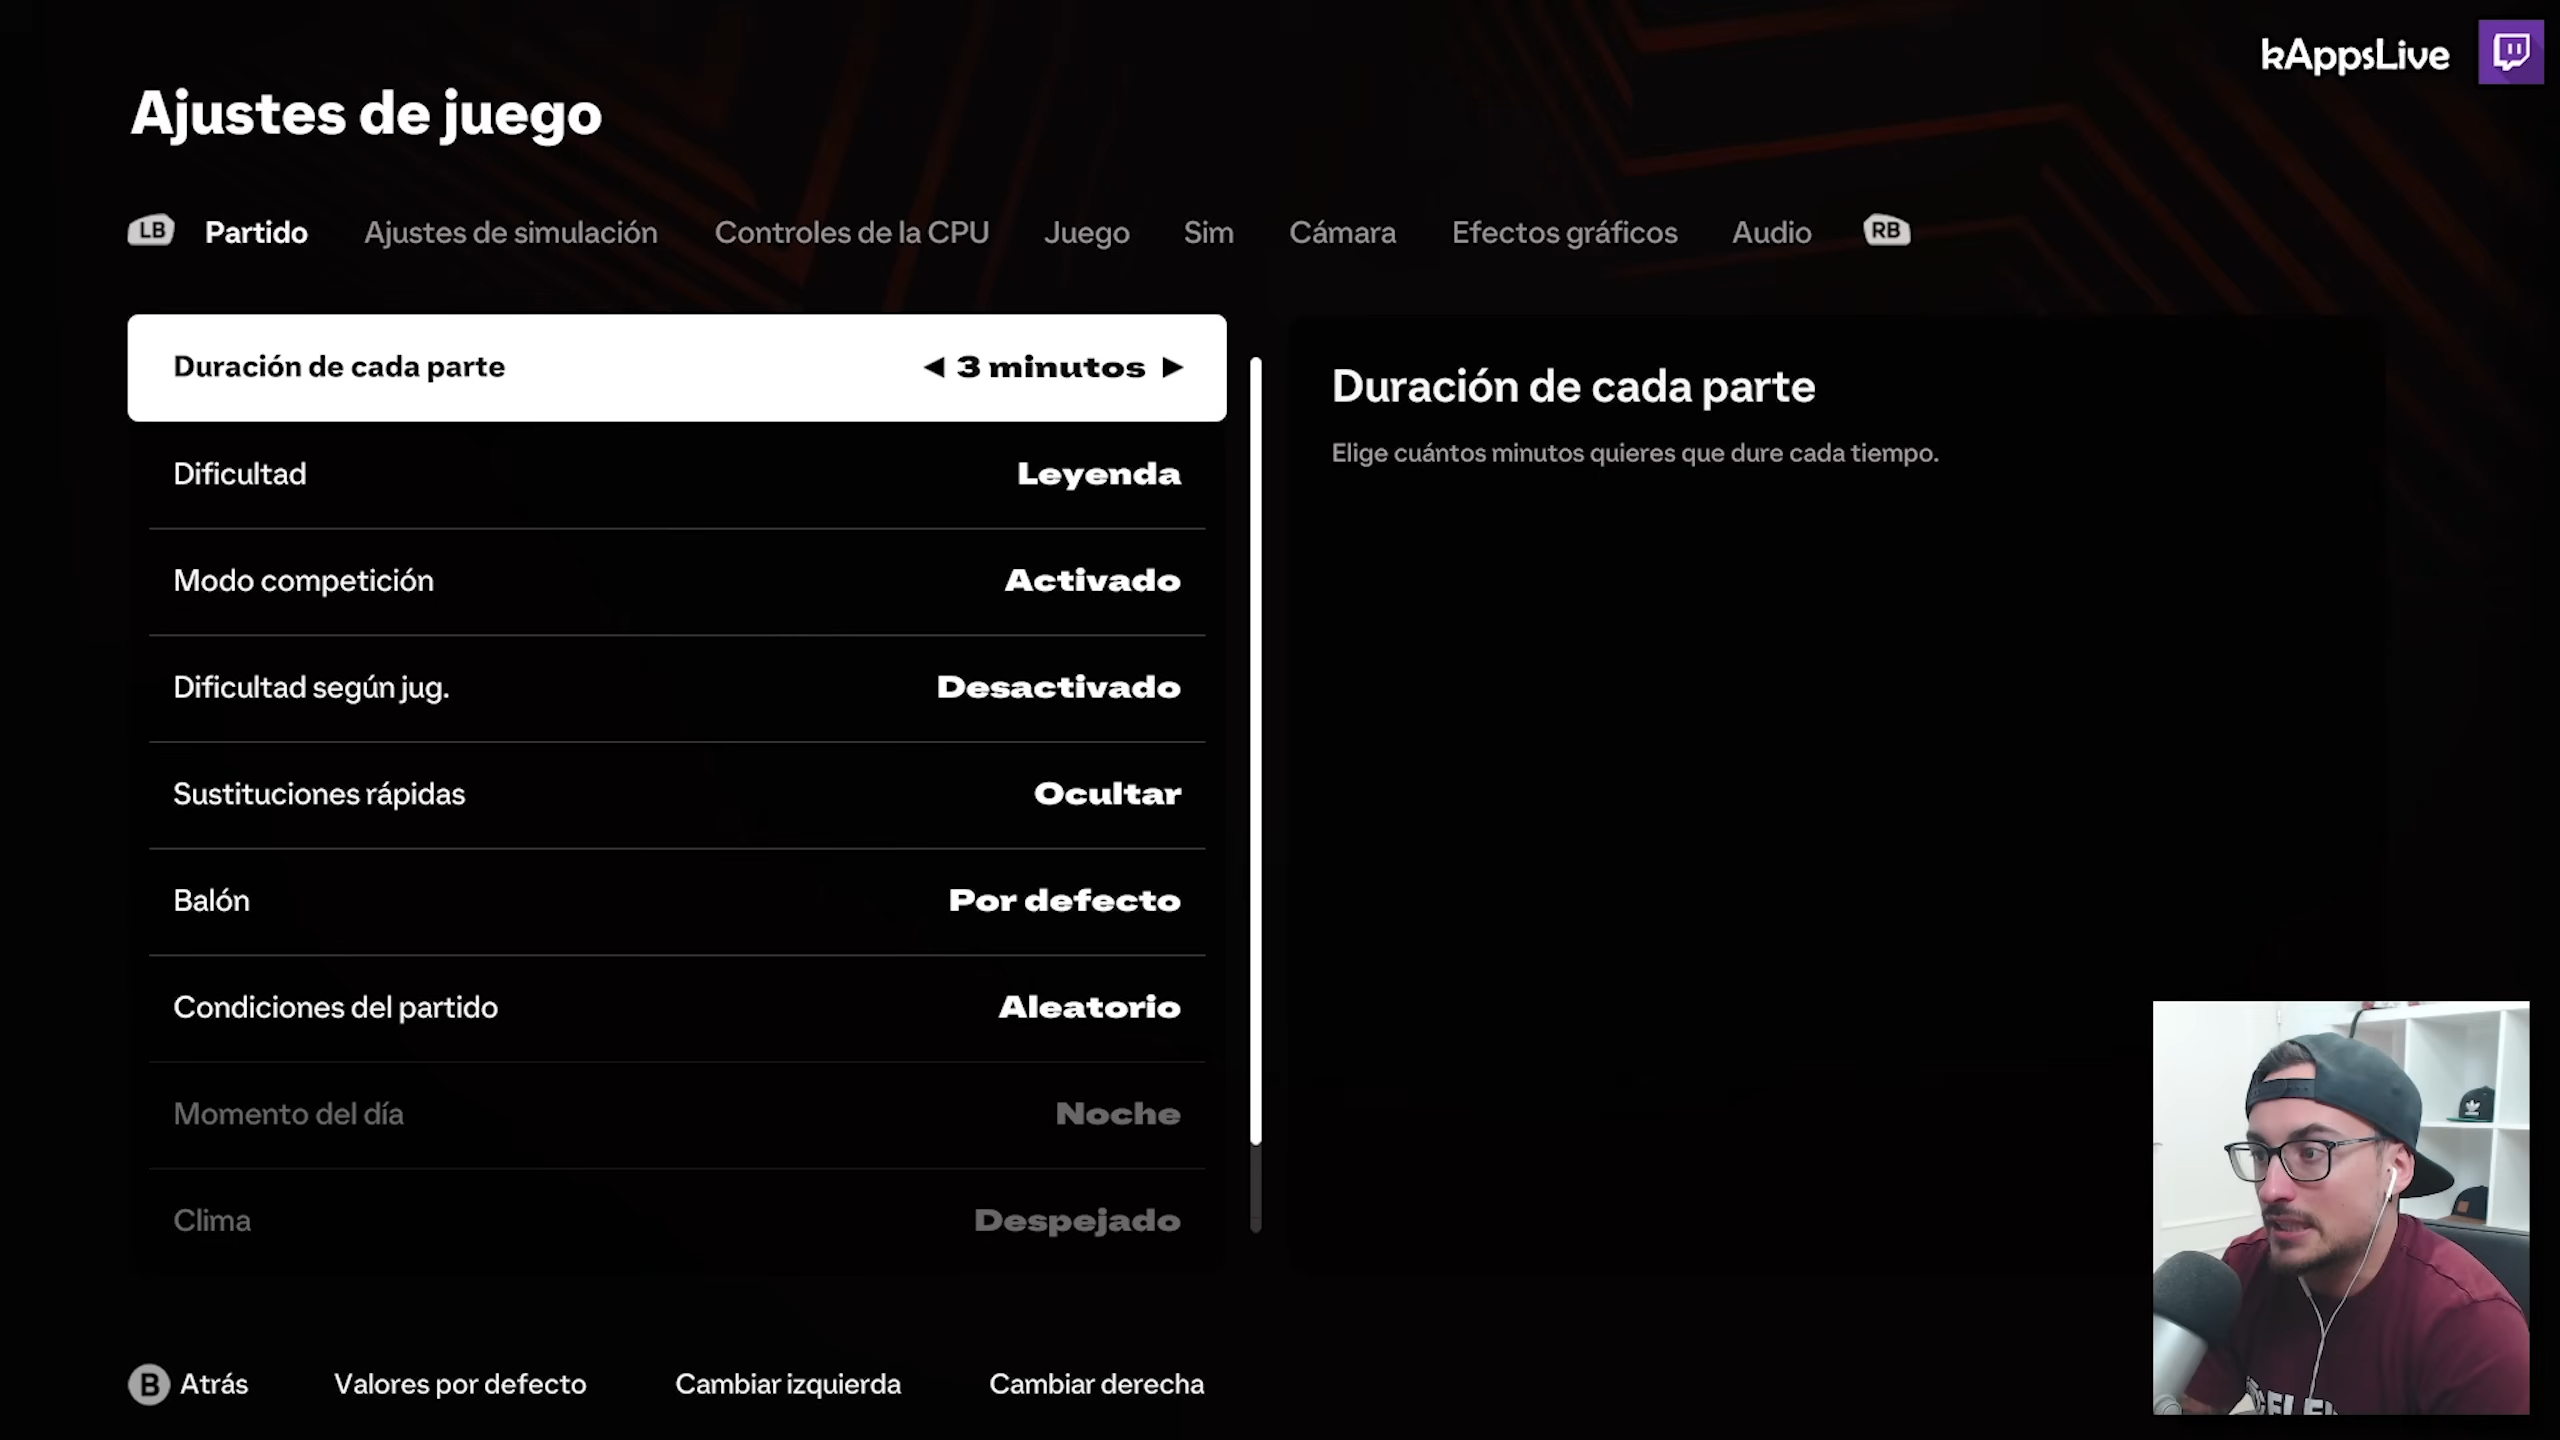 kAppsLive
Ajustes de juego
LB Partido Ajustes de simulación Controles de la CPU Juego Sim Cámara Efectos gráficos Audio RB
Duración de cada parte 3 minutos
Dificultad Leyenda
Modo competición Activado
Dificultad según jug. Desactivado
Sustituciones rápidas Ocultar
Balón Por defecto
Condiciones del partido Aleatorio
Momento del día Noche
Clima Despejado
Duración de cada parte
Elige cuántos minutos quieres que dure cada tiempo.
B Atrás Valores por defecto Cambiar izquierda Cambiar derecha